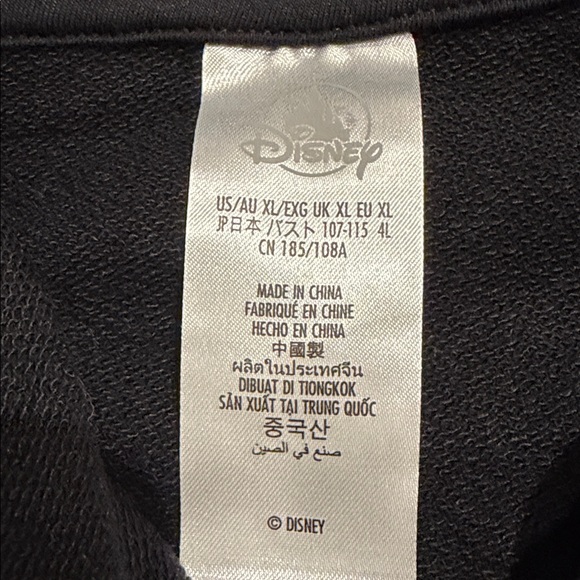 Disney
US/AU XL/EXG UK XL EU XL
JP日本 バスト 107-115 4L
CN 185/108A
MADE IN CHINA
FABRIQUÉ EN CHINE
HECHO EN CHINA
中國製
ผลิตในประเทศจีน
DIBUAT DI TIONGKOK
SẢN XUẤT TẠI TRUNG QUỐC
중국산
صنع في الصين
© DISNEY